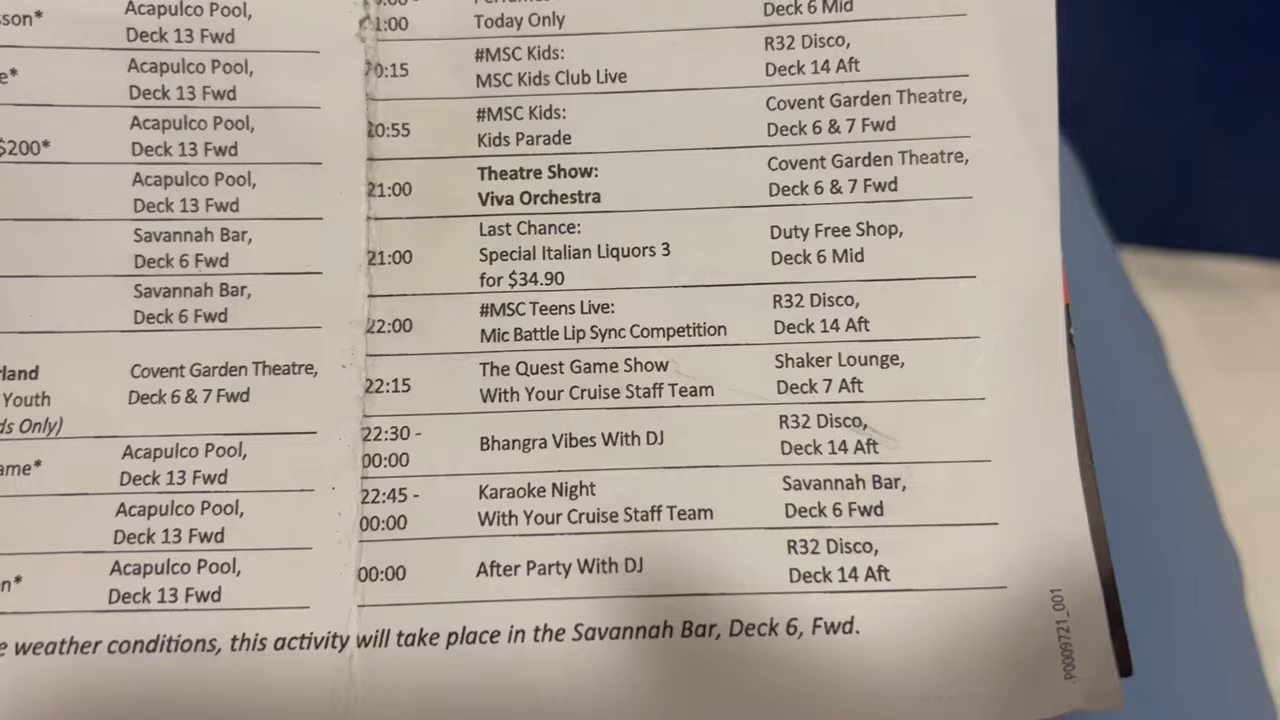 Acapulco Pool,
sson*
Deck 13 Fwd
Acapulco Pool,
e*
Deck 13 Fwd
Acapulco Pool,
$200*
Deck 13 Fwd
Acapulco Pool,
Deck 13 Fwd
Savannah Bar,
Deck 6 Fwd
Savannah Bar,
Deck 6 Fwd
land
Covent Garden Theatre,
Youth
Deck 6 & 7 Fwd
ds Only)
Acapulco Pool,
ame*
Deck 13 Fwd
Acapulco Pool,
Deck 13 Fwd
Acapulco Pool,
n*
Deck 13 Fwd
Deck 6 Mid
1:00
Today Only
#MSC Kids:
R32 Disco,
0:15
MSC Kids Club Live
Deck 14 Aft
#MSC Kids:
Covent Garden Theatre,
20:55
Kids Parade
Deck 6 & 7 Fwd
Theatre Show:
Covent Garden Theatre,
21:00
Viva Orchestra
Deck 6 & 7 Fwd
Last Chance:
Duty Free Shop,
21:00
Special Italian Liquors 3
Deck 6 Mid
for $34.90
#MSC Teens Live:
R32 Disco,
22:00
Mic Battle Lip Sync Competition
Deck 14 Aft
The Quest Game Show
Shaker Lounge,
22:15
With Your Cruise Staff Team
Deck 7 Aft
22:30 -
R32 Disco,
00:00
Bhangra Vibes With DJ
Deck 14 Aft
22:45 -
Karaoke Night
Savannah Bar,
00:00
With Your Cruise Staff Team
Deck 6 Fwd
R32 Disco,
00:00
After Party With DJ
Deck 14 Aft
e weather conditions, this activity will take place in the Savannah Bar, Deck 6, Fwd.
P0009721_001